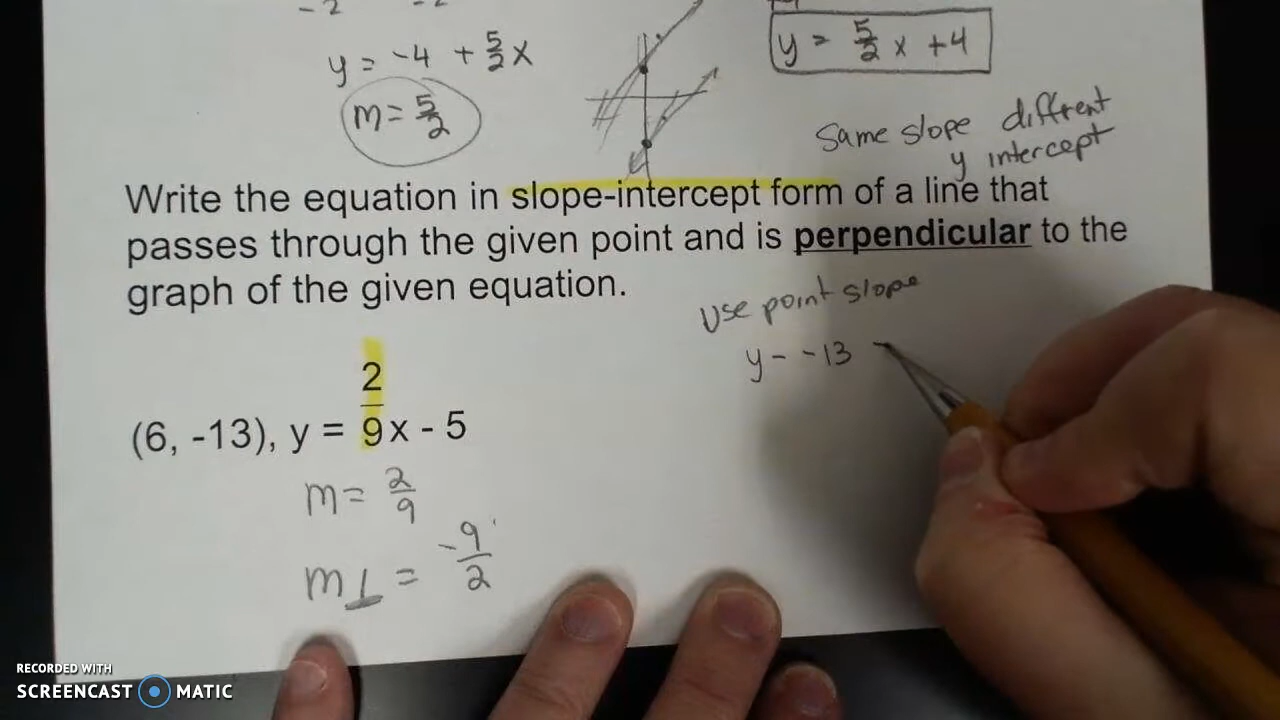 y = -4 + 5/2 x
m = 5/2
y = 5/2 x + 4
Same slope diffrent
y intercept
Write the equation in slope-intercept form of a line that
passes through the given point and is perpendicular to the
graph of the given equation.
Use point slope
y - -13
(6, -13), y = 2/9 x - 5
m = 2/9
m⊥ = -9/2
RECORDED WITH
SCREENCAST MATIC